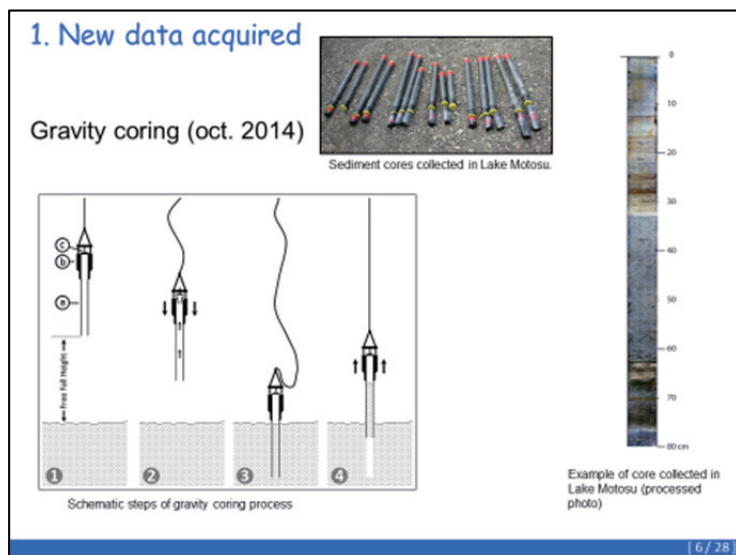 1. New data acquired
Gravity coring (oct. 2014)
Sediment cores collected in Lake Motosu.
c
b
a
Free Fall Height
1
2
3
4
Schematic steps of gravity coring process
0
10
20
30
40
50
60
70
80 cm
Example of core collected in
Lake Motosu (processed
photo)
[ 6 / 28 ]